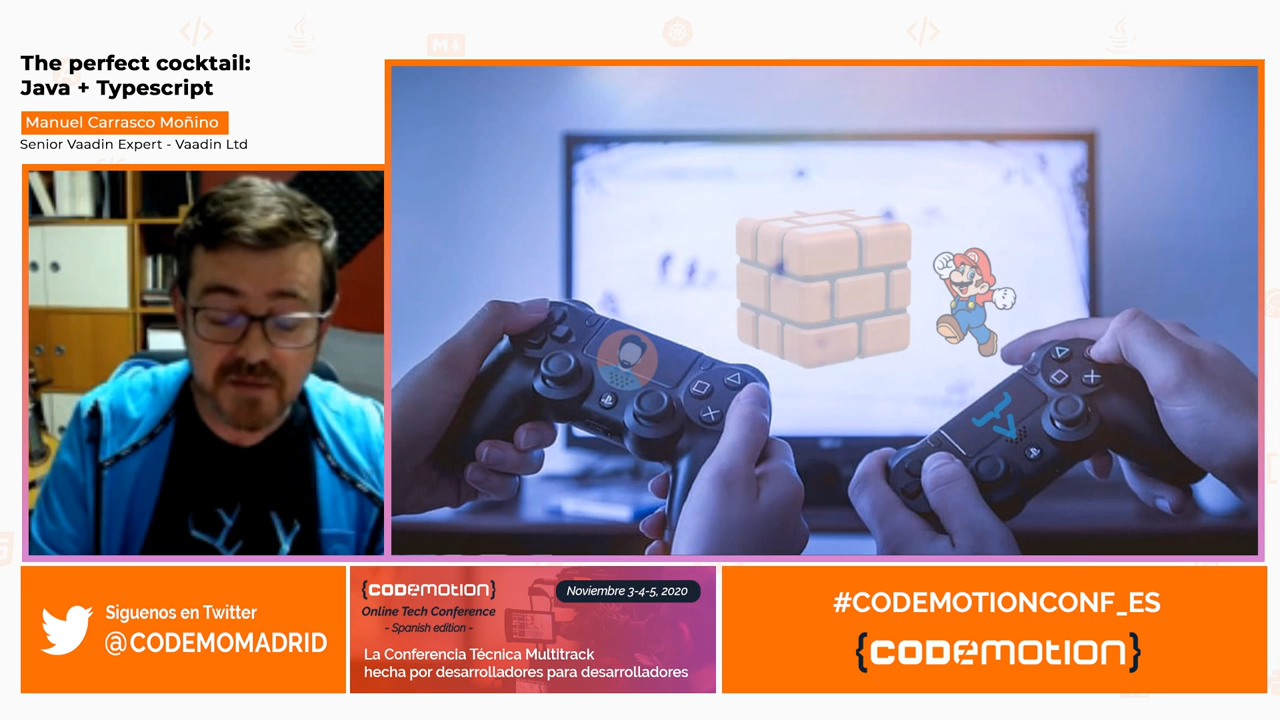 The perfect cocktail:
Java + Typescript
Manuel Carrasco Moñino
Senior Vaadin Expert - Vaadin Ltd
Siguenos en Twitter
@CODEMOMADRID
{CODEMOTION}
Noviembre 3-4-5, 2020
Online Tech Conference
- Spanish edition -
La Conferencia Técnica Multitrack
hecha por desarrolladores para desarrolladores
#CODEMOTIONCONF_ES
{CODEMOTION}